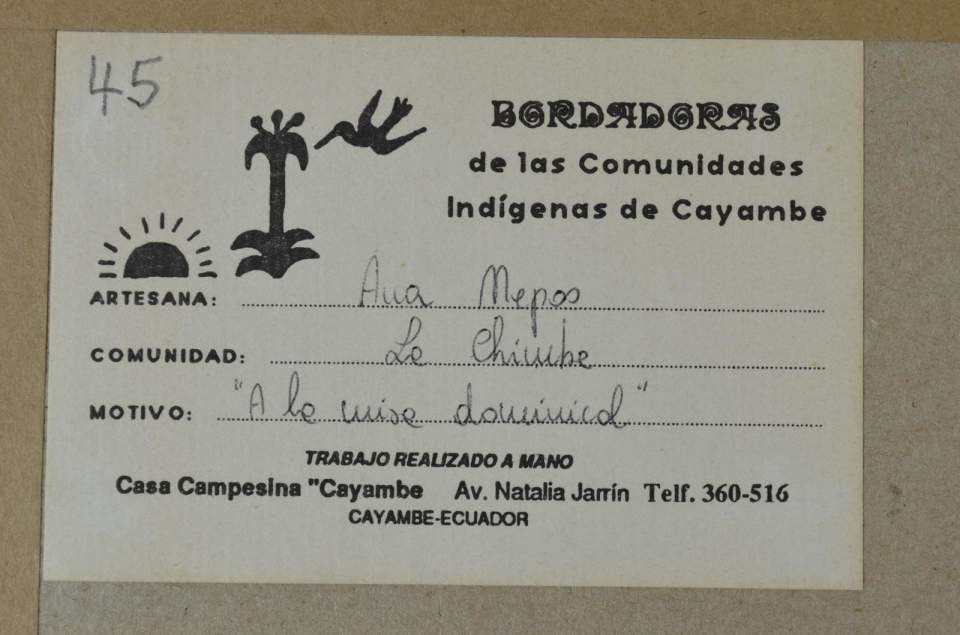 45
BORDADORAS
de las Comunidades
Indígenas de Cayambe
ARTESANA: Ana Mepos
COMUNIDAD: La Chimba
MOTIVO: "A la misa dominical"
TRABAJO REALIZADO A MANO
Casa Campesina "Cayambe Av. Natalia Jarrín Telf. 360-516
CAYAMBE-ECUADOR